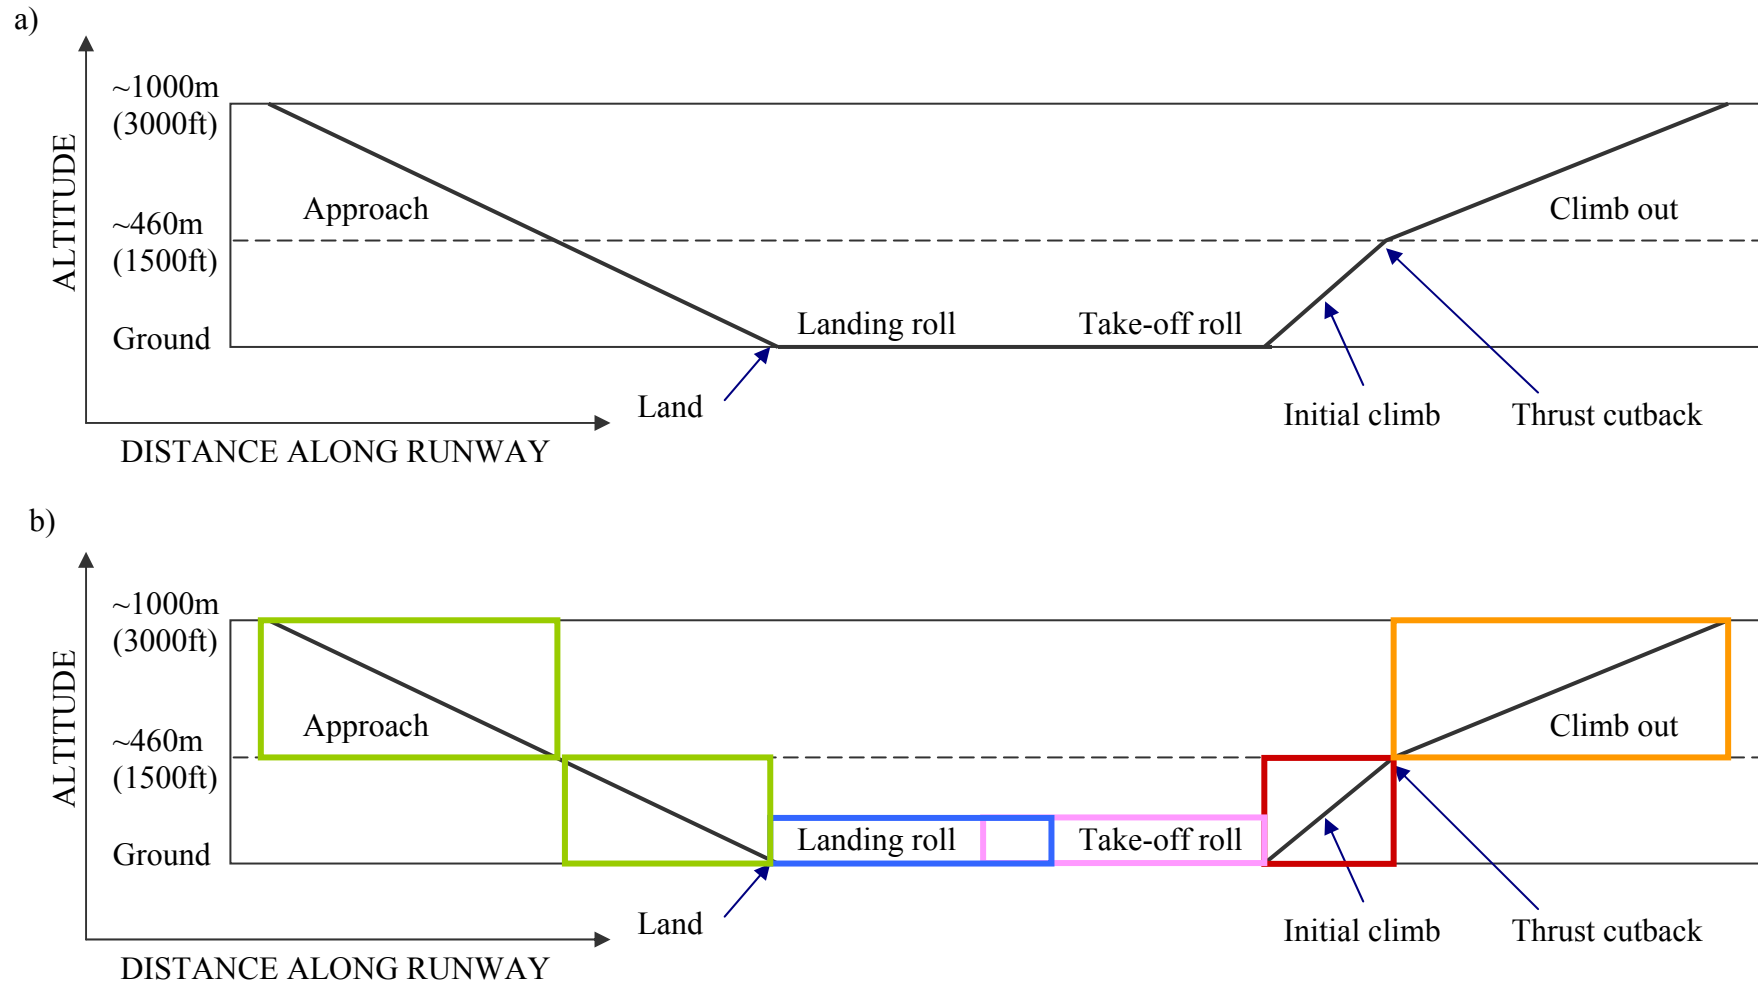 a)
~1000m
(3000ft)
Approach
Climb out
~460m
(1500ft)
ALTITUDE
Landing roll
Take-off roll
Ground
Land
Initial climb
Thrust cutback
DISTANCE ALONG RUNWAY
b)
~1000m
(3000ft)
Approach
Climb out
~460m
(1500ft)
ALTITUDE
Landing roll
Take-off roll
Ground
Land
Initial climb
Thrust cutback
DISTANCE ALONG RUNWAY